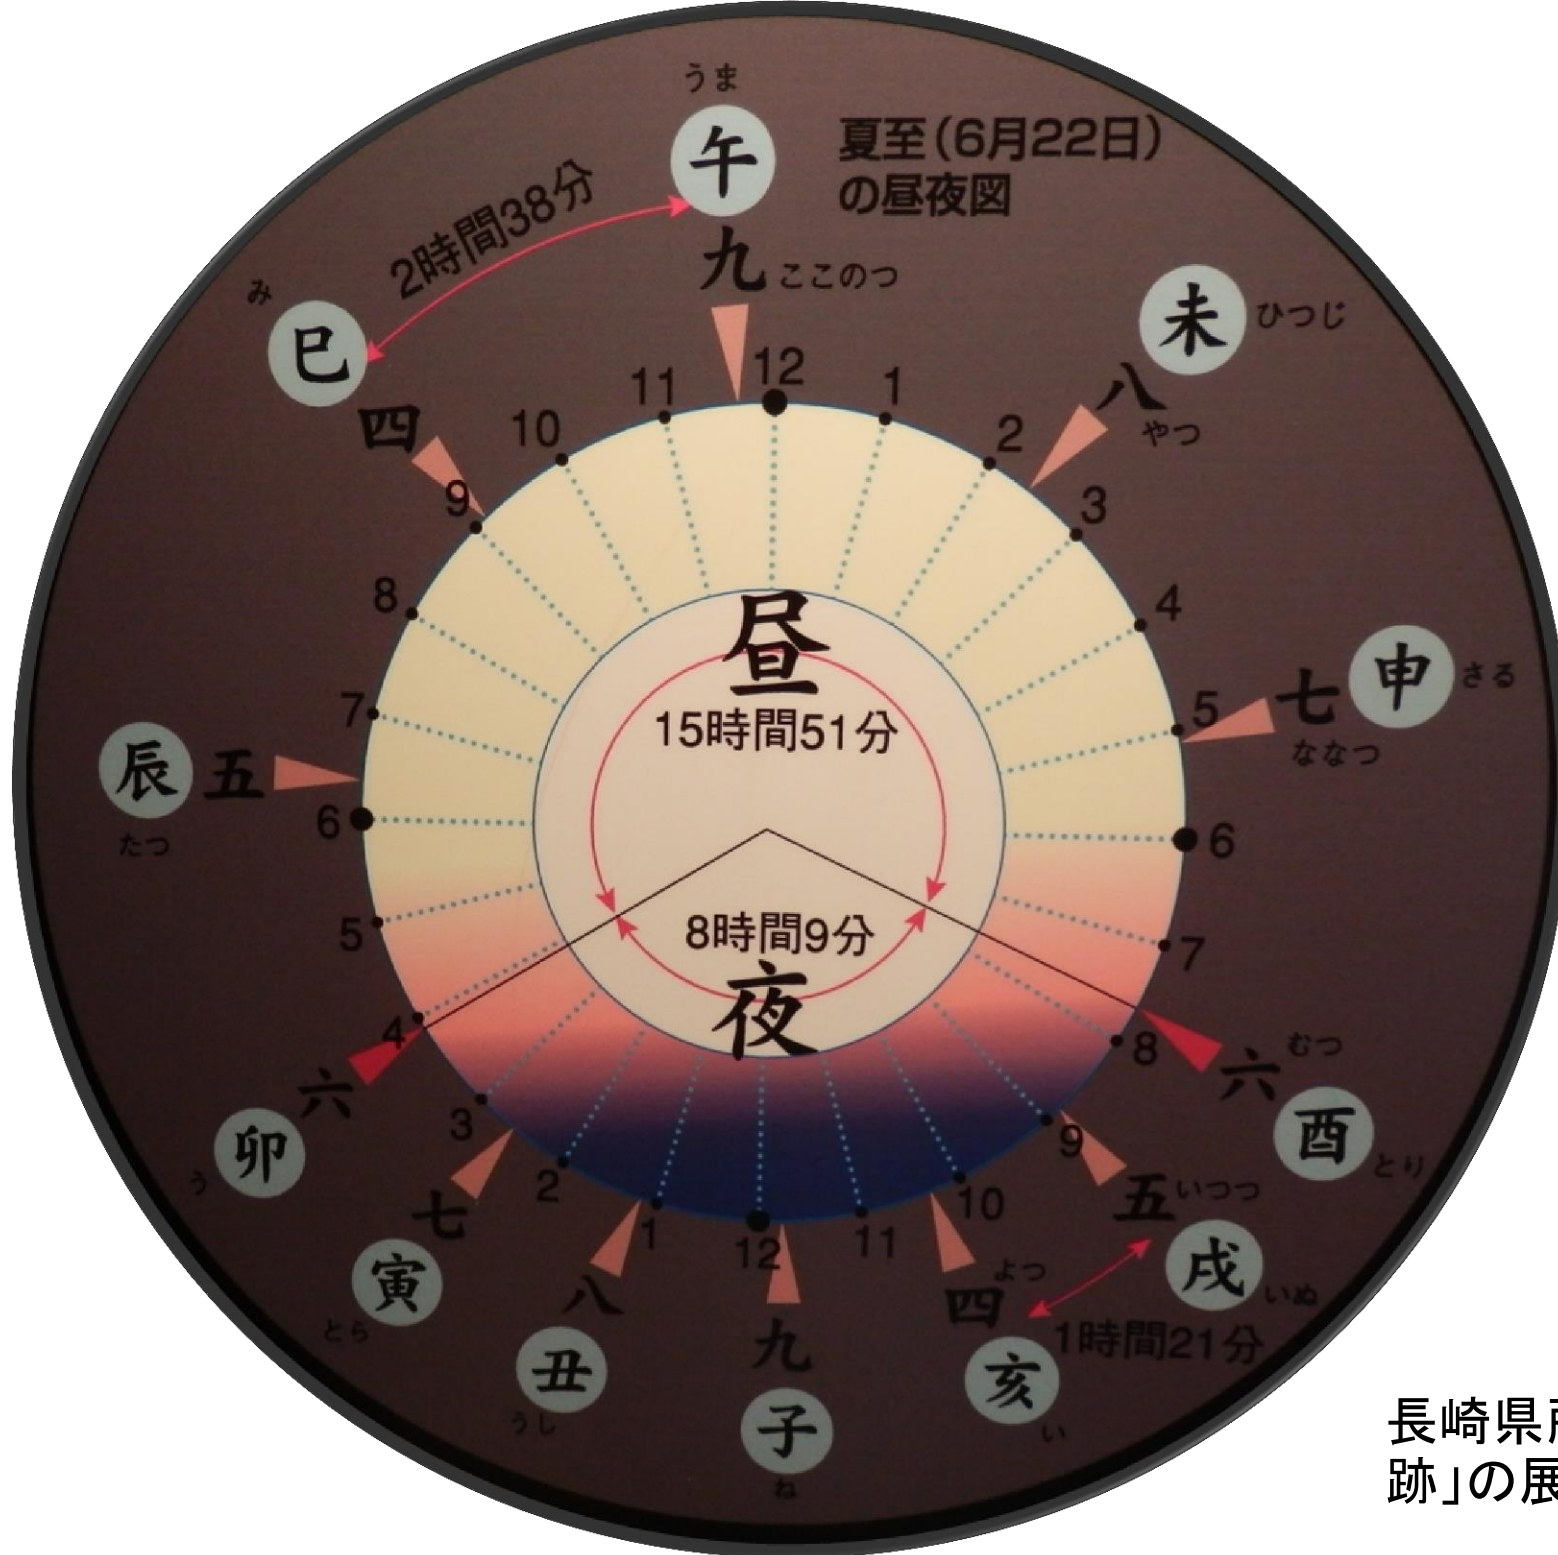 夏至(6月22日)
の昼夜図
うま
午
九 ここのつ
未 ひつじ
八
やつ
申 さる
七
ななつ
むつ
六
酉
とり
五 いつつ
戌
いぬ
1時間21分
よつ
四
亥
い
九
子
ね
八
丑
うし
七
寅
とら
六
卯
う
辰 五
たつ
み
巳
四
2時間38分
12
1
2
3
4
5
6
7
8
9
10
11
12
1
2
3
4
5
6
7
8
9
10
11
昼
15時間51分
8時間9分
夜
長崎県
跡」の展